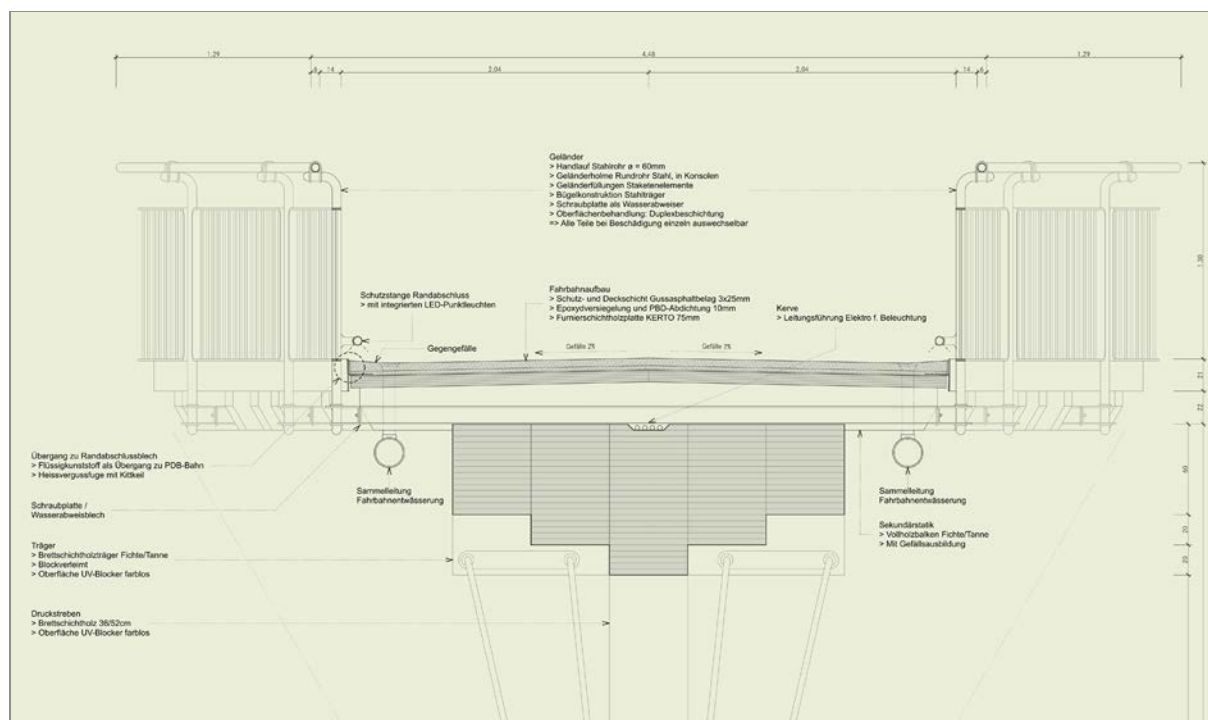 1.29
4.48
1.29
6
14
2.04
2.04
14
6
Geländer
> Handlauf Stahlrohr ø = 60mm
> Geländerholme Rundrohr Stahl, in Konsolen
> Geländerfüllungen Staketenelemente
> Bügelkonstruktion Stahlträger
> Schraubplatte als Wasserabweiser
> Oberflächenbehandlung: Duplexbeschichtung
=> Alle Teile bei Beschädigung einzeln auswechselbar
1.30
Schutzstange Randabschluss
> mit integrierten LED-Punktleuchten
Fahrbahnaufbau
> Schutz- und Deckschicht Gussasphaltbelag 3x25mm
> Epoxydversiegelung und PBD-Abdichtung 10mm
> Furnierschichtholzplatte KERTO 75mm
Kerve
> Leitungsführung Elektro f. Beleuchtung
Gegengefälle
Gefälle 2%
Gefälle 2%
21
22
Übergang zu Randabschlussblech
> Flüssigkunststoff als Übergang zu PDB-Bahn
> Heissvergussfuge mit Kittkeil
60
Sammelleitung
Fahrbahnentwässerung
Sammelleitung
Fahrbahnentwässerung
Schraubplatte /
Wasserabweisblech
Sekundärstatik
> Vollholzbalken Fichte/Tanne
> Mit Gefällsausbildung
20
Träger
> Brettschichtholzträger Fichte/Tanne
> Blockverleimt
> Oberfläche UV-Blocker farblos
20
Druckstreben
> Brettschichtholz 36/52cm
> Oberfläche UV-Blocker farblos